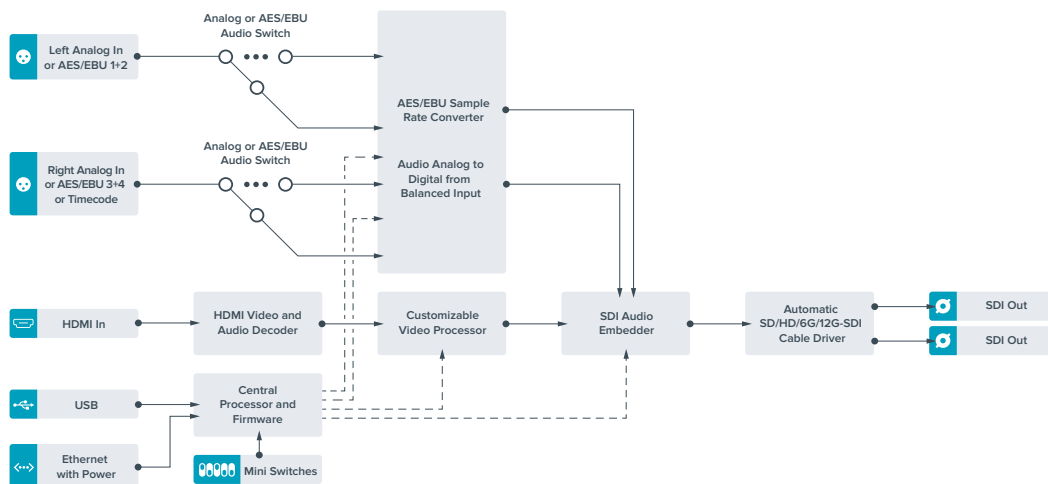 Analog or AES/EBU
Audio Switch
Left Analog In
or AES/EBU 1+2
AES/EBU Sample
Rate Converter
Analog or AES/EBU
Audio Switch
Right Analog In
or AES/EBU 3+4
or Timecode
Audio Analog to
Digital from
Balanced Input
HDMI In
HDMI Video and
Audio Decoder
Customizable
Video Processor
SDI Audio
Embedder
Automatic
SD/HD/6G/12G-SDI
Cable Driver
SDI Out
SDI Out
USB
Central
Processor and
Firmware
Ethernet
with Power
Mini Switches